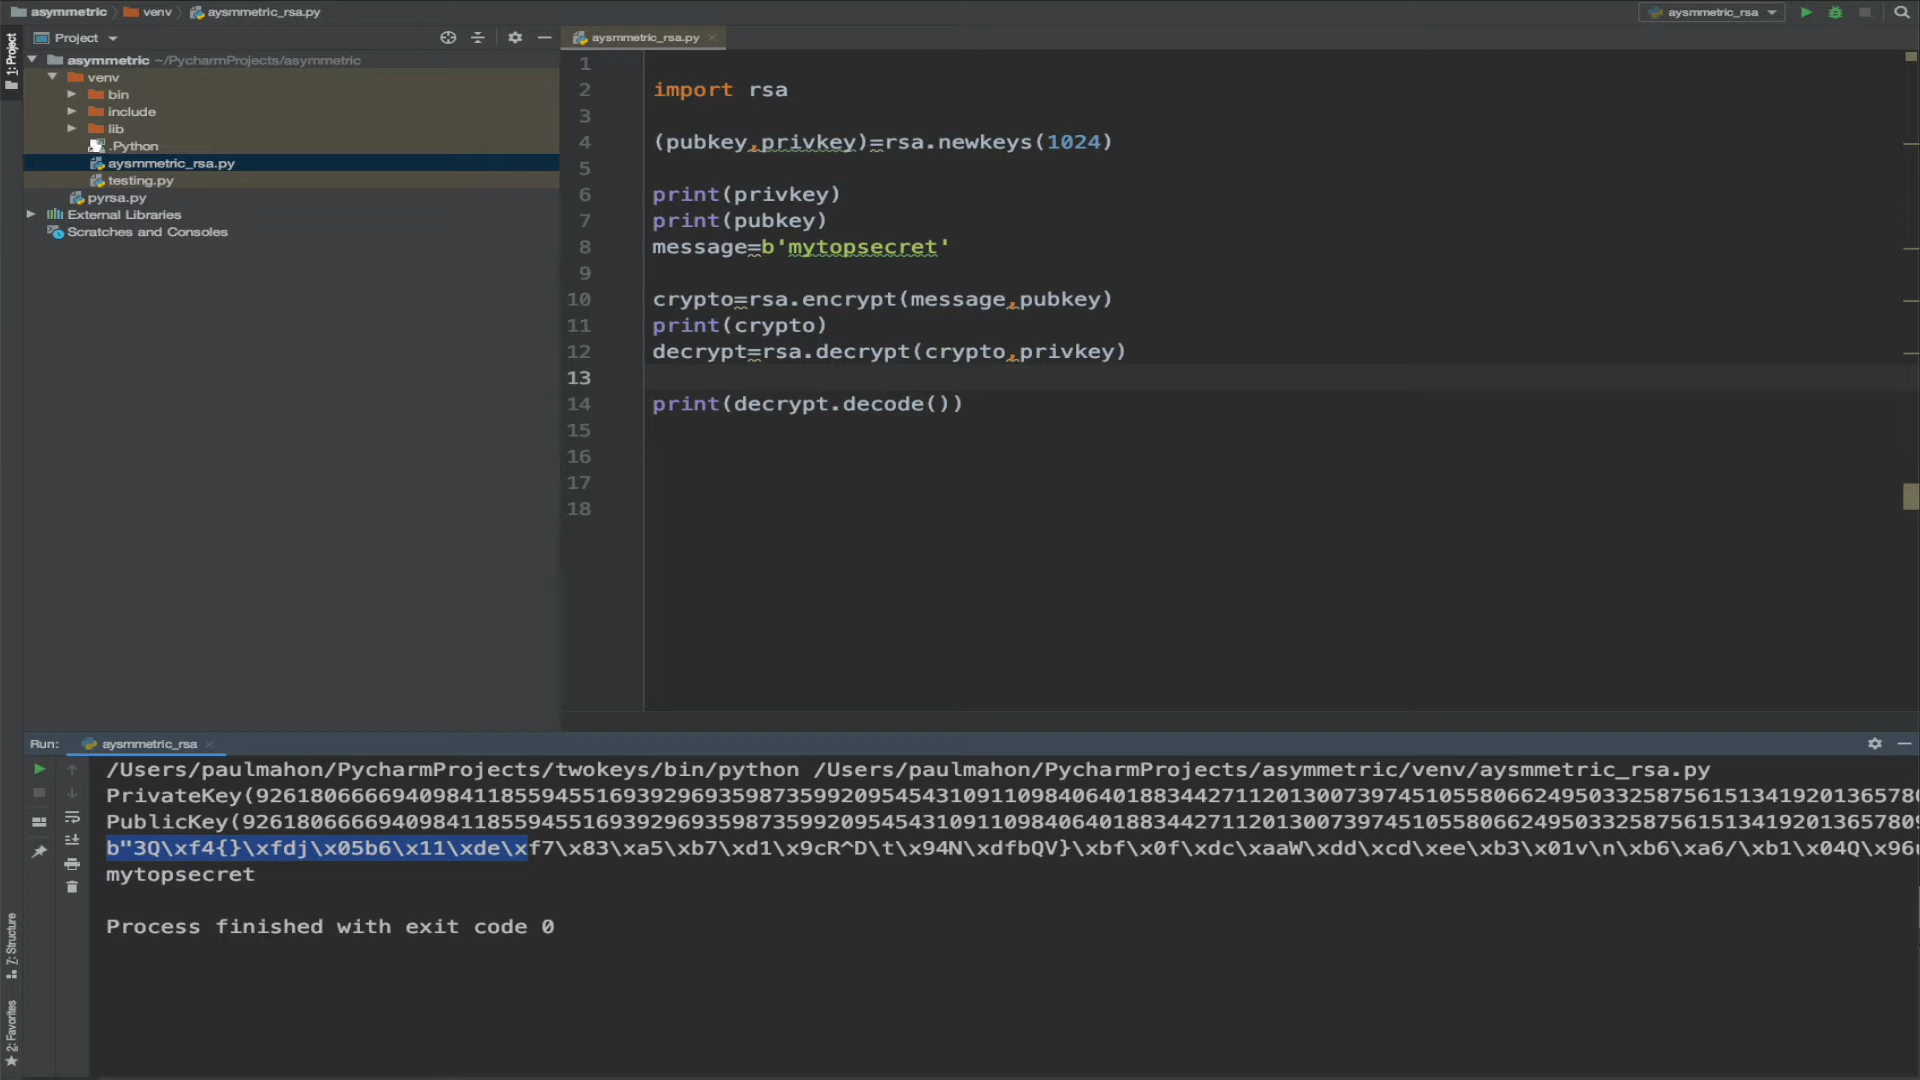 asymmetric venv aysmmetric_rsa.py
aysmmetric_rsa
1: Project
Project
aysmmetric_rsa.py
asymmetric ~/PycharmProjects/asymmetric
venv
bin
include
lib
.Python
aysmmetric_rsa.py
testing.py
pyrsa.py
External Libraries
Scratches and Consoles
1
2 import rsa
3
4 (pubkey,privkey)=rsa.newkeys(1024)
5
6 print(privkey)
7 print(pubkey)
8 message=b'mytopsecret'
9
10 crypto=rsa.encrypt(message,pubkey)
11 print(crypto)
12 decrypt=rsa.decrypt(crypto,privkey)
13
14 print(decrypt.decode())
15
16
17
18
Run: aysmmetric_rsa
/Users/paulmahon/PycharmProjects/twokeys/bin/python /Users/paulmahon/PycharmProjects/asymmetric/venv/aysmmetric_rsa.py
PrivateKey(
PublicKey(
b"3Q\xf4{}\xfdj\x05b6\x11\xde\xf7\x83\xa5\xb7\xd1\x9cR^D\t\x94N\xdfbQV}\xbf\x0f\xdc\xaaW\xdd\xcd\xee\xb3\x01v\n\xb6\xa6/\xb1\x04Q\x96
mytopsecret
Process finished with exit code 0
7: Structure
2: Favorites